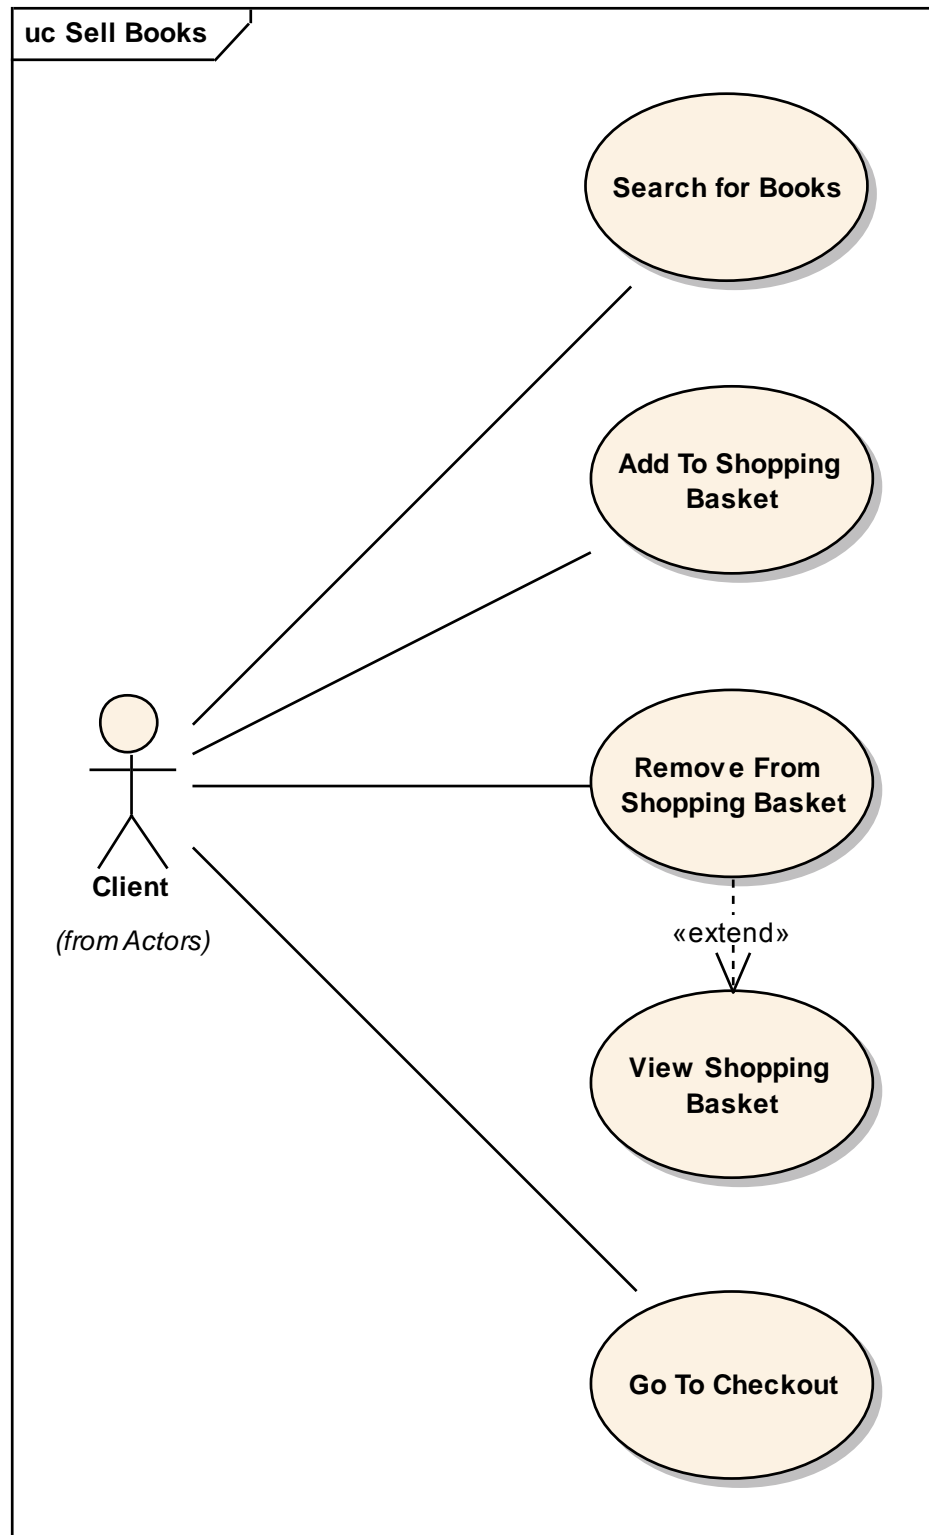 uc Sell Books
Search for Books
Add To Shopping
Basket
Remove From
Shopping Basket
Client
(from Actors)
«extend»
View Shopping
Basket
Go To Checkout